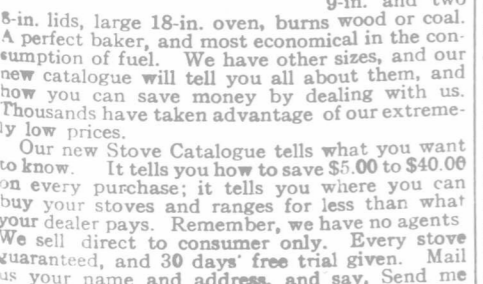 9-in. and two
8-in. lids, large 18-in. oven, burns wood or coal.
A perfect baker, and most economical in the con-
sumption of fuel. We have other sizes, and our
new catalogue will tell you all about them, and
how you can save money by dealing with us.
Thousands have taken advantage of our extreme-
ly low prices.
Our new Stove Catalogue tells what you want
to know. It tells you how to save $5.00 to $40.00
on every purchase; it tells you where you can
buy your stoves and ranges for less than what
your dealer pays. Remember, we have no agents
We sell direct to consumer only. Every stove
guaranteed, and 30 days' free trial given. Mail
us your name and address, and say, Send me